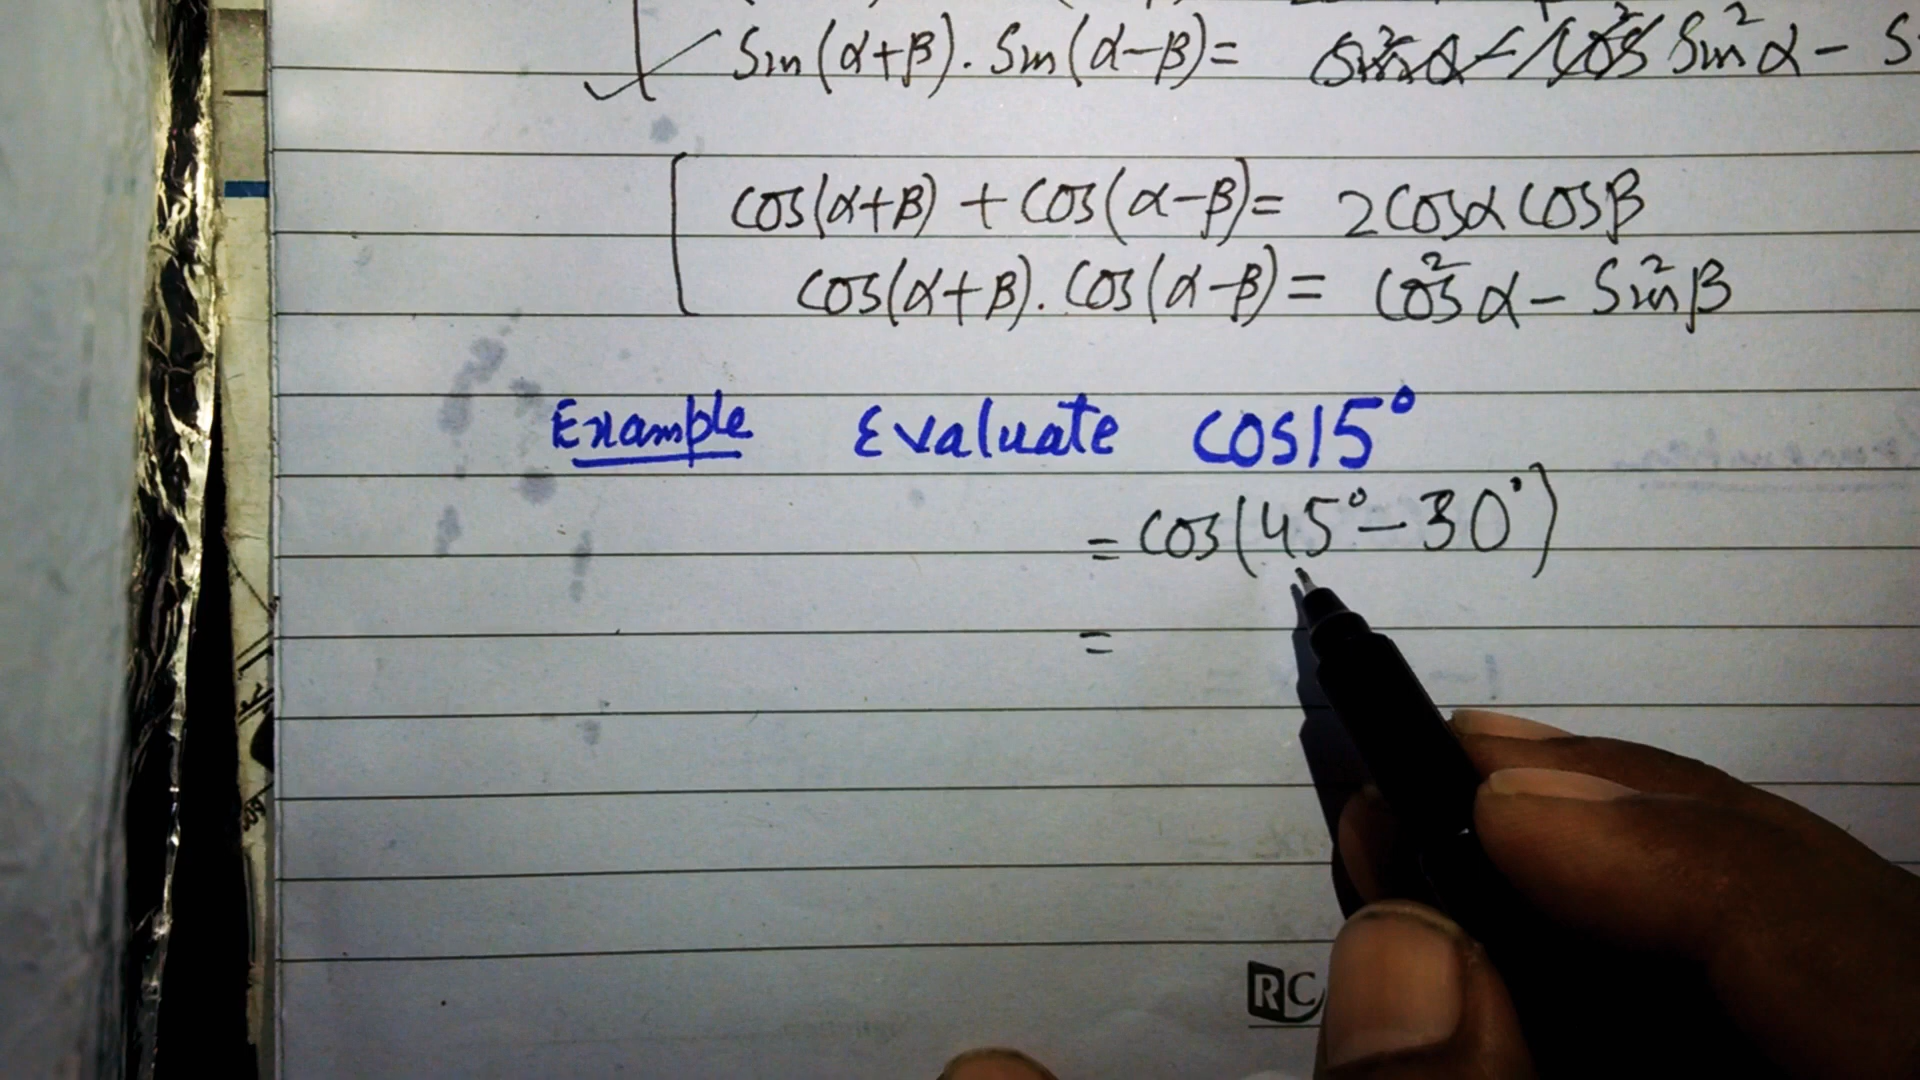 Sin(α+β). Sin(α-β)= Sin²α - S
cos(α+β) + cos(α-β)= 2cosα cosβ
cos(α+β). cos(α-β)= cos²α - Sin²β
Example Evaluate cos15°
= cos(45°-30°)
=
RC